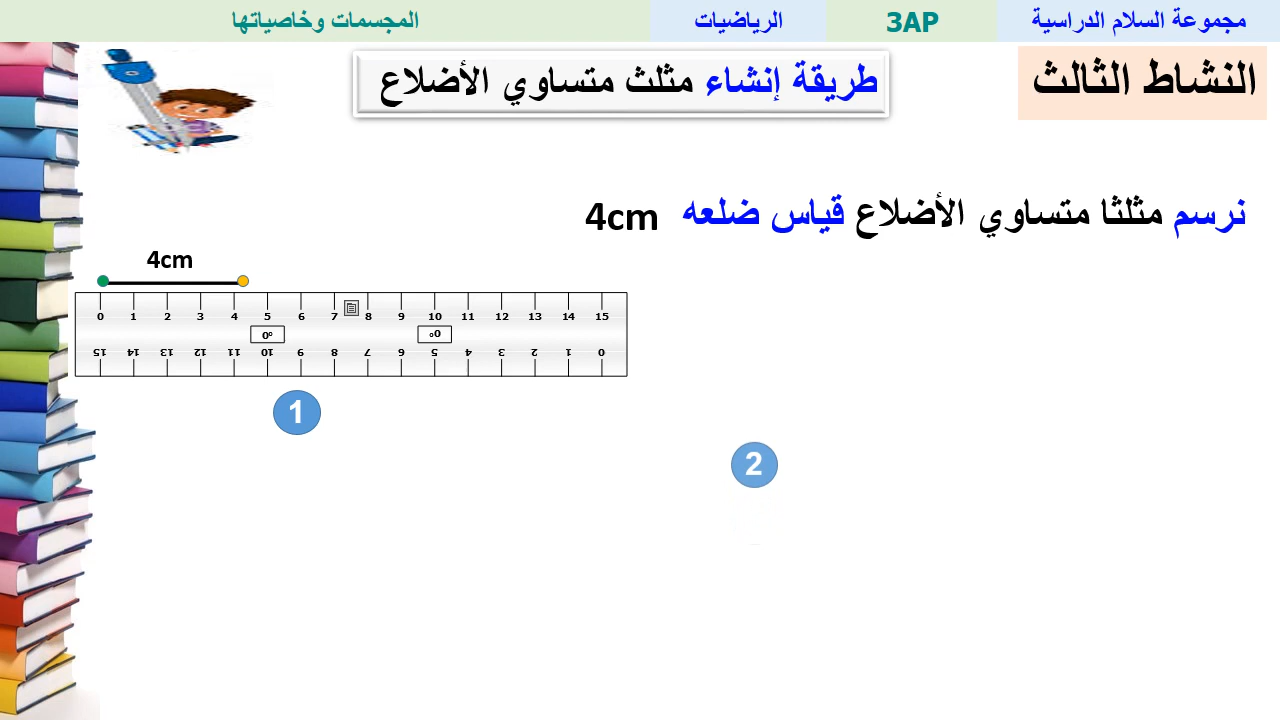 مجموعة السلام الدراسية
3AP
الرياضيات
المجسمات وخاصياتها
النشاط الثالث
طريقة إنشاء مثلث متساوي الأضلاع
نرسم مثلثا متساوي الأضلاع قياس ضلعه 4cm
4cm
0 1 2 3 4 5 6 7 8 9 10 11 12 13 14 15
0° 0°
15 14 13 12 11 10 9 8 7 6 5 4 3 2 1 0
1
2